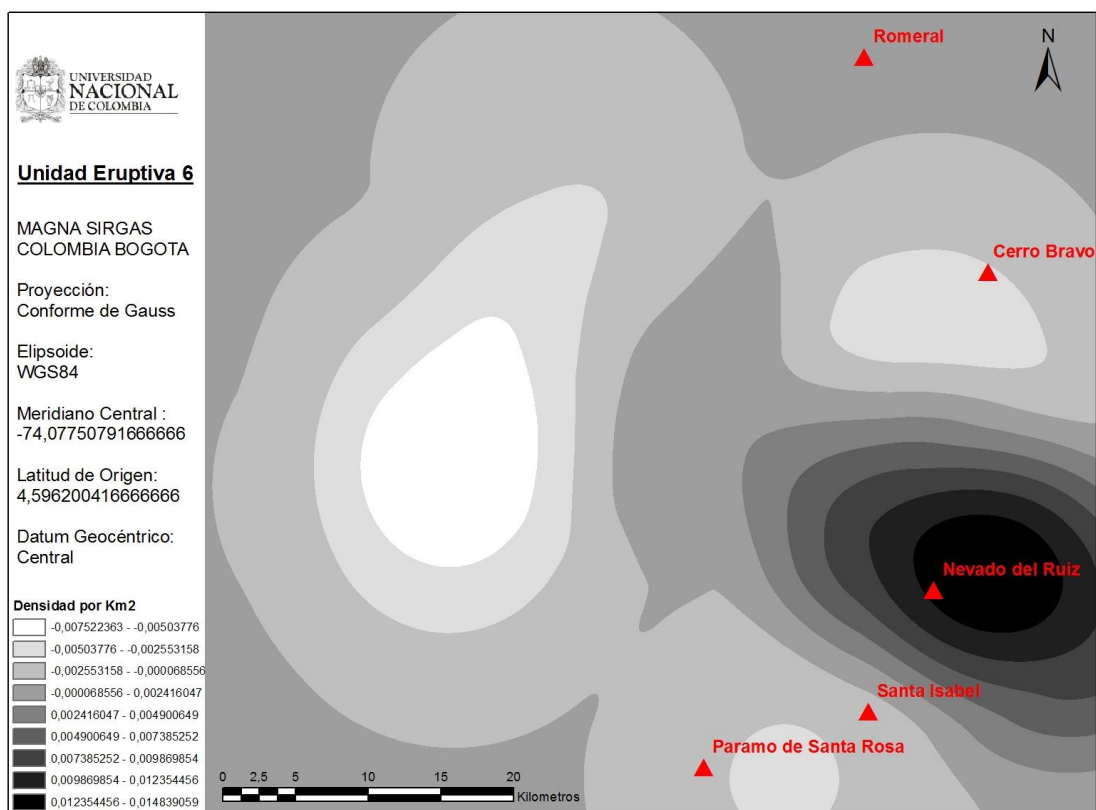 UNIVERSIDAD
NACIONAL
DE COLOMBIA
Unidad Eruptiva 6
MAGNA SIRGAS
COLOMBIA BOGOTA
Proyección:
Conforme de Gauss
Elipsoide:
WGS84
Meridiano Central :
-74,07750791666666
Latitud de Origen:
4,596200416666666
Datum Geocéntrico:
Central
Densidad por Km2
-0,007522363 - -0,00503776
-0,00503776 - -0,002553158
-0,002553158 - -0,000068556
-0,000068556 - 0,002416047
0,002416047 - 0,004900649
0,004900649 - 0,007385252
0,007385252 - 0,009869854
0,009869854 - 0,012354456
0,012354456 - 0,014839059
Romeral
N
Cerro Bravo
Nevado del Ruiz
Santa Isabel
Paramo de Santa Rosa
0 2,5 5 10 15 20
Kilometros